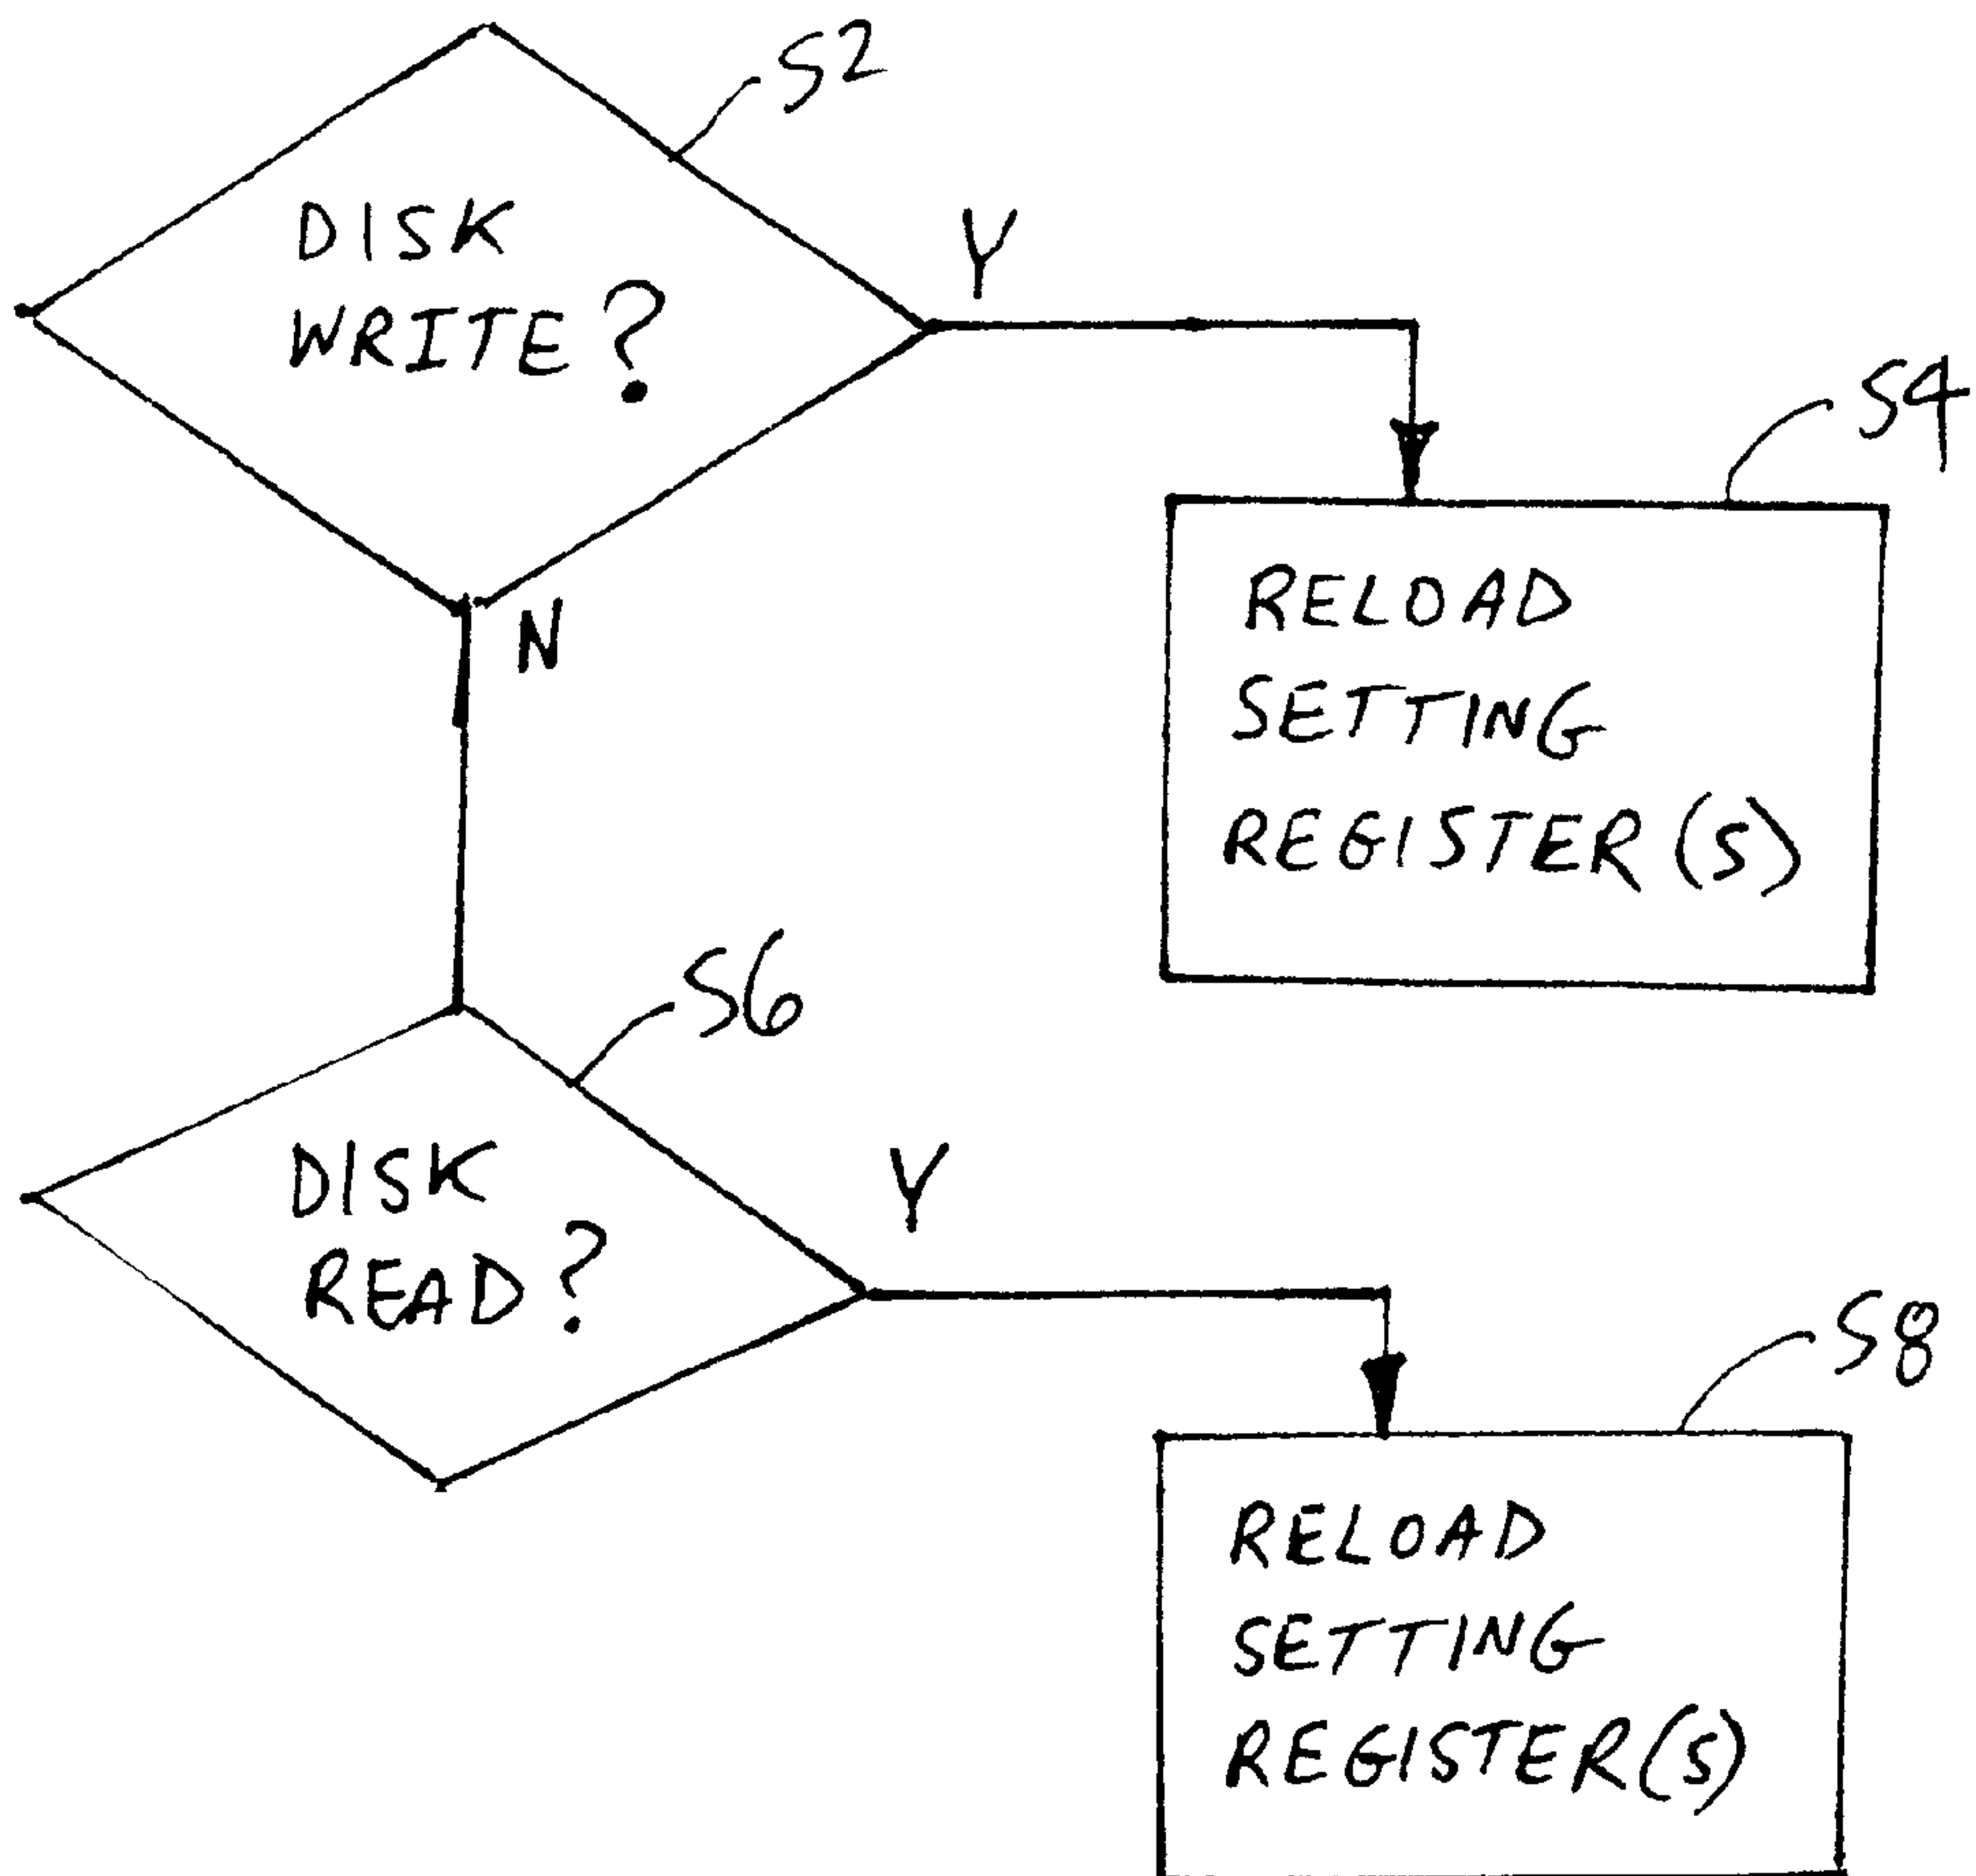 S2
DISK
WRITE?
Y
S4
RELOAD
SETTING
REGISTER(S)
N
S6
DISK
READ?
Y
S8
RELOAD
SETTING
REGISTER(S)